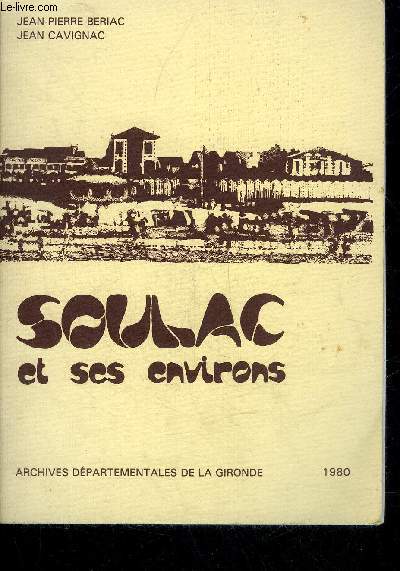 Le-livre.com
JEAN PIERRE BERIAC
JEAN CAVIGNAC
SOULAC
et ses environs
ARCHIVES DÉPARTEMENTALES DE LA GIRONDE 1980